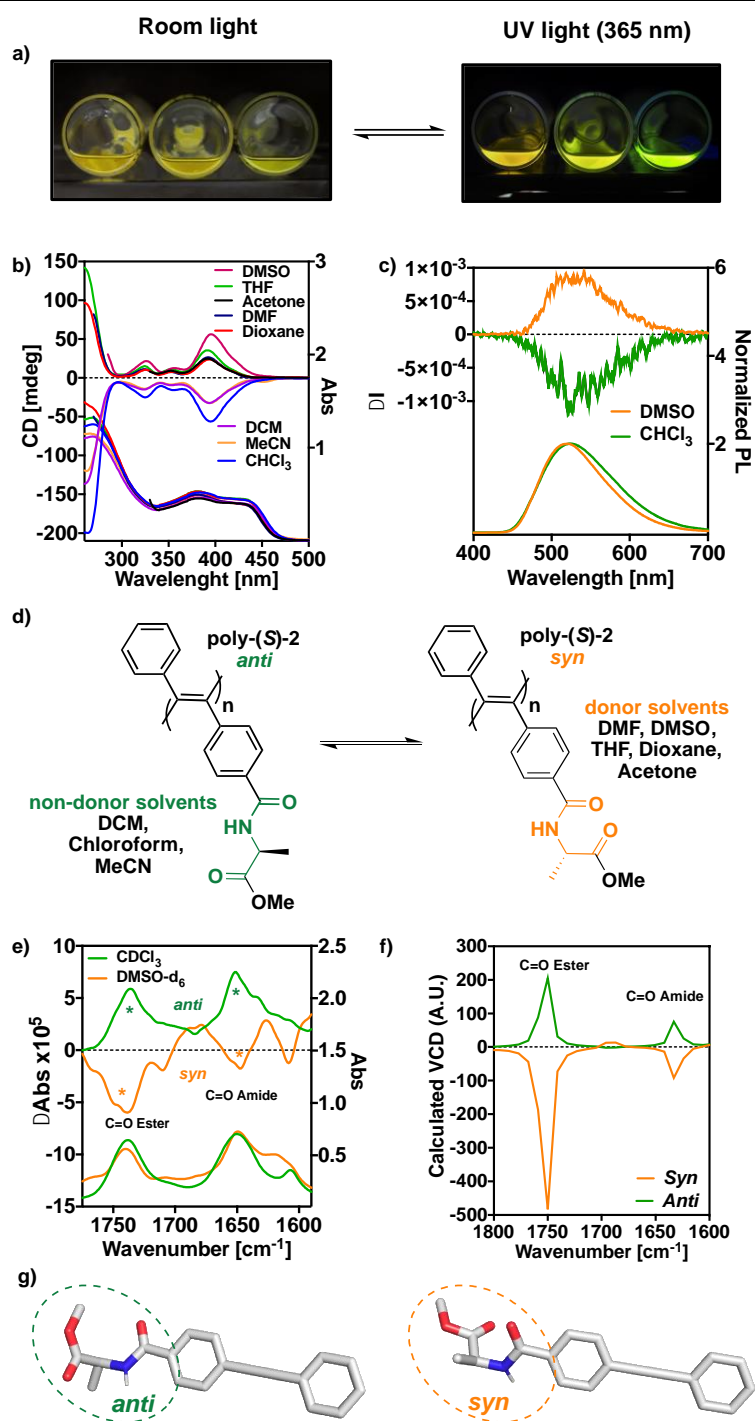 Room light
UV light (365 nm)
a)
b)
150
100
50
0
-50
-100
-150
-200
CD [mdeg]
DMSO
THF
Acetone
DMF
Dioxane
DCM
MeCN
CHCl3
3
2
1
Abs
300 350 400 450 500
Wavelenght [nm]
c)
1×10-3
5×10-4
0
-5×10-4
-1×10-3
DI
DMSO
CHCl3
6
4
2
Normalized PL
400 500 600 700
Wavelength [nm]
d)
poly-(S)-2
anti
n
O
HN
O
OMe
non-donor solvents
DCM,
Chloroform,
MeCN
poly-(S)-2
syn
n
donor solvents
DMF, DMSO,
THF, Dioxane,
Acetone
O
HN
O
OMe
e)
10
5
0
-5
-10
-15
DAbs x105
CDCl3
DMSO-d6
* anti *
syn
* *
C=O Ester
C=O Amide
2.5
2.0
1.5
1.0
0.5
0.0
Abs
1750 1700 1650 1600
Wavenumber [cm-1]
f)
300
200
100
0
-100
-200
-300
-400
-500
Calculated VCD (A.U.)
C=O Ester
C=O Amide
Syn
Anti
1800 1750 1700 1650 1600
Wavenumber [cm-1]
g)
anti
syn